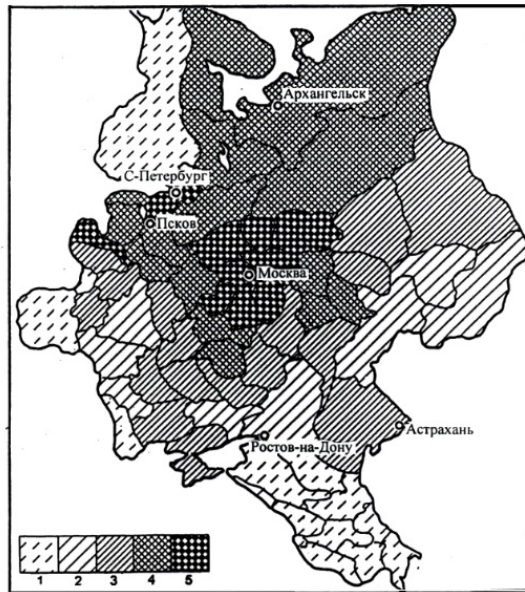 Архангельск
С-Петербург
Псков
Москва
Астрахань
Ростов-на-Дону
1 2 3 4 5